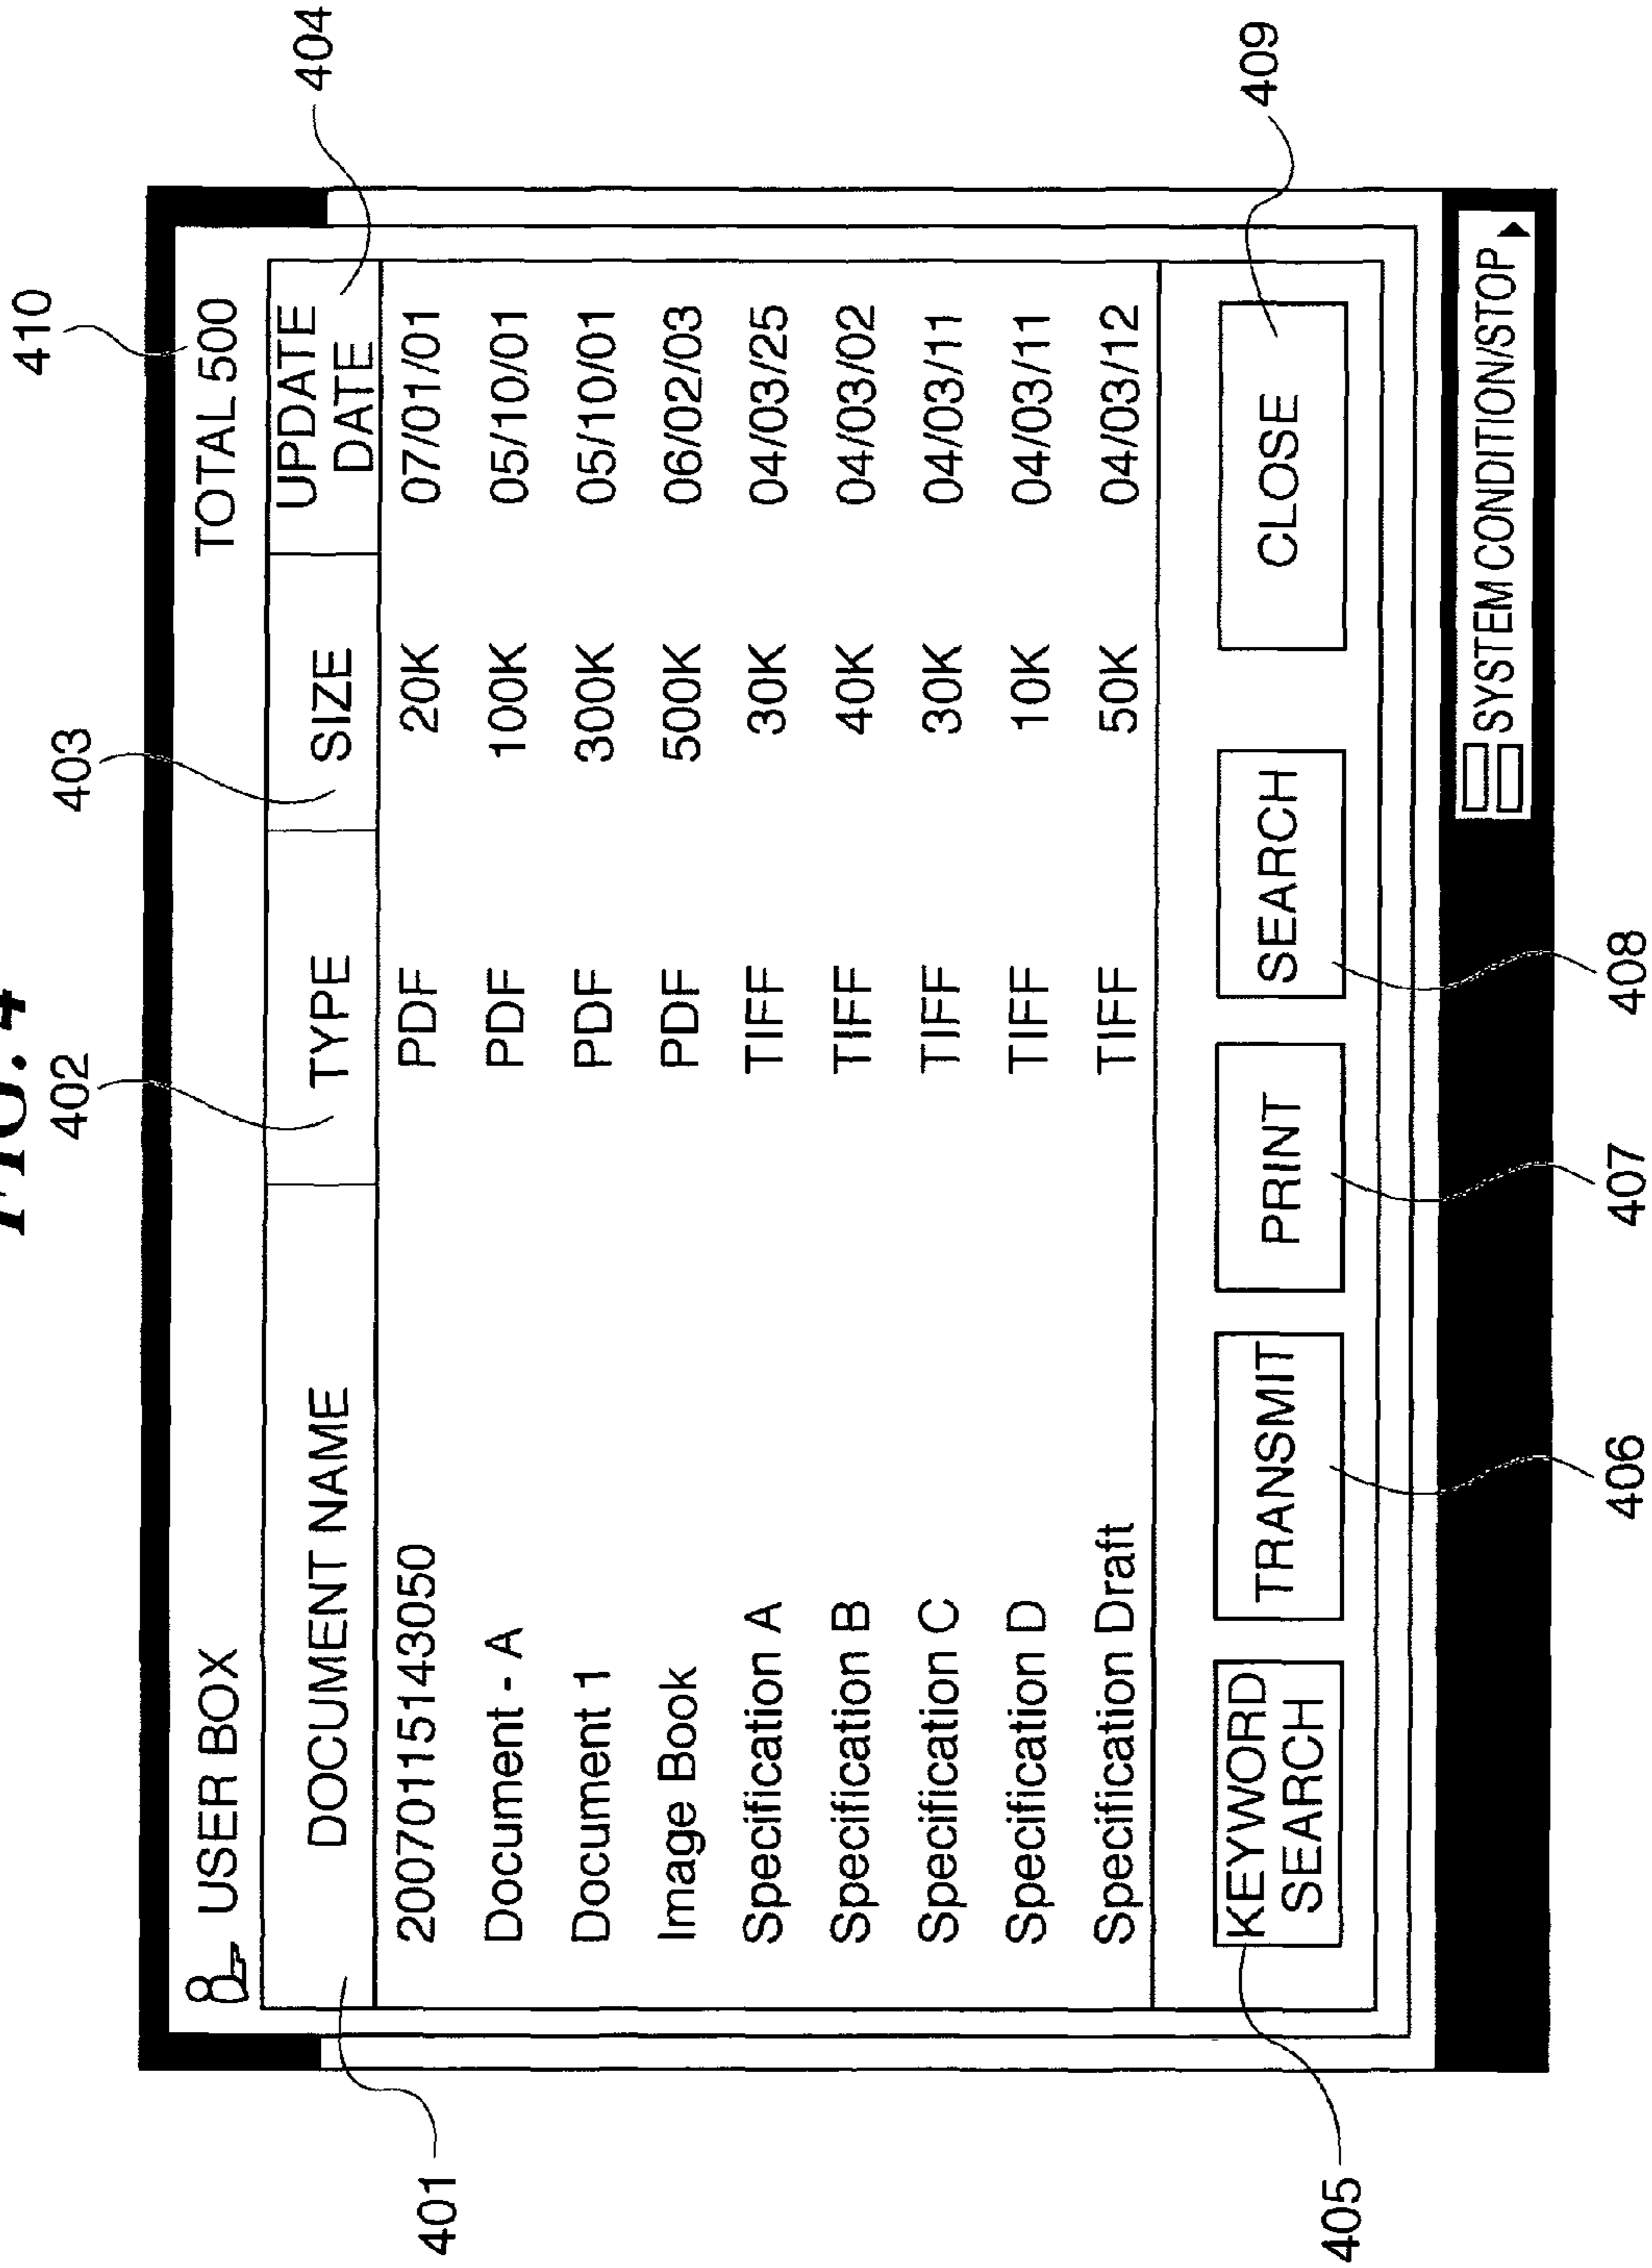 FIG. 4
410
402
403
404
USER BOX
TOTAL 500
DOCUMENT NAME TYPE SIZE UPDATE
DATE
20070115143050 PDF 20K 07/01/01
Document - A PDF 100K 05/10/01
Document 1 PDF 300K 05/10/01
Image Book PDF 500K 06/02/03
Specification A TIFF 30K 04/03/25
Specification B TIFF 40K 04/03/02
Specification C TIFF 30K 04/03/11
Specification D TIFF 10K 04/03/11
Specification Draft TIFF 50K 04/03/12
401
KEYWORD
SEARCH
TRANSMIT
PRINT
SEARCH
CLOSE
409
405
SYSTEM CONDITION/STOP
406
407
408